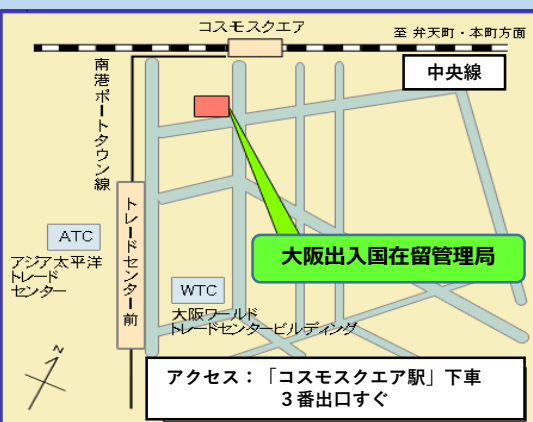 コスモスクエア
至 弁天町・本町方面
中央線
南港ポートタウン線
トレードセンター前
ATC
アジア太平洋
トレード
センター
大阪出入国在留管理局
WTC
大阪ワールド
トレードセンタービルディング
N
アクセス：「コスモスクエア駅」下車
３番出口すぐ